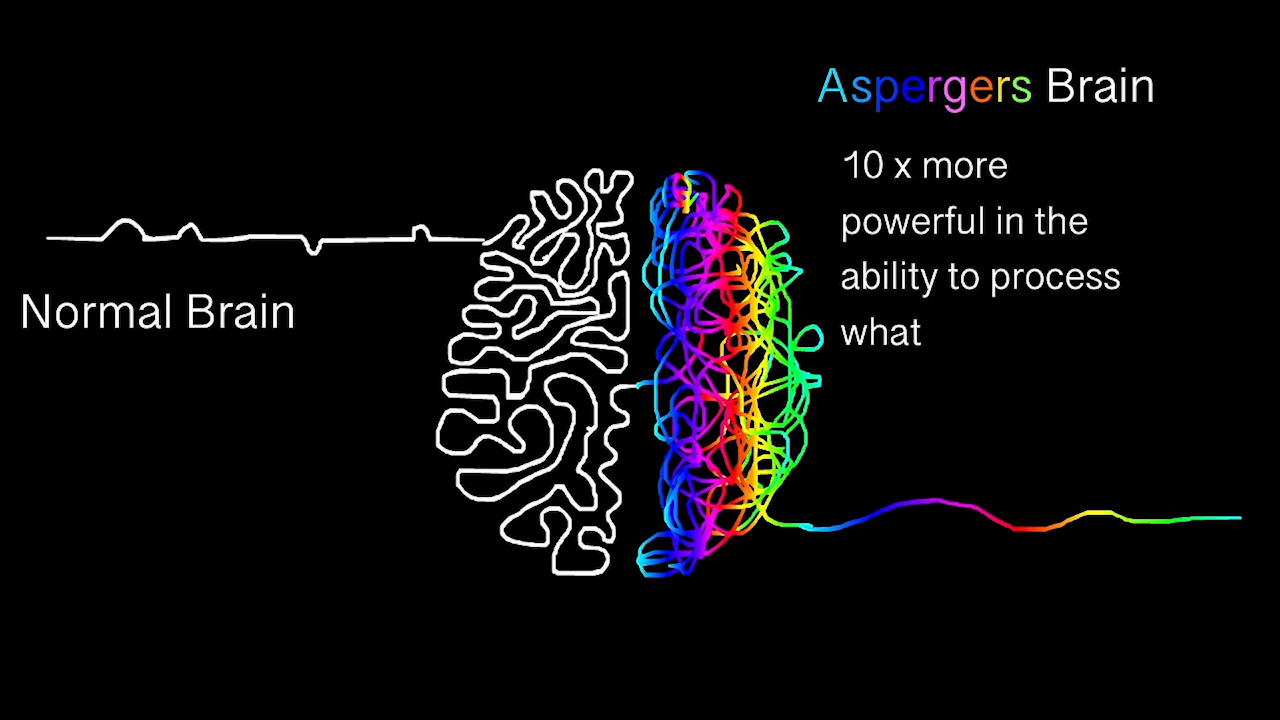 Aspergers Brain
10 x more
powerful in the
ability to process
what
Normal Brain